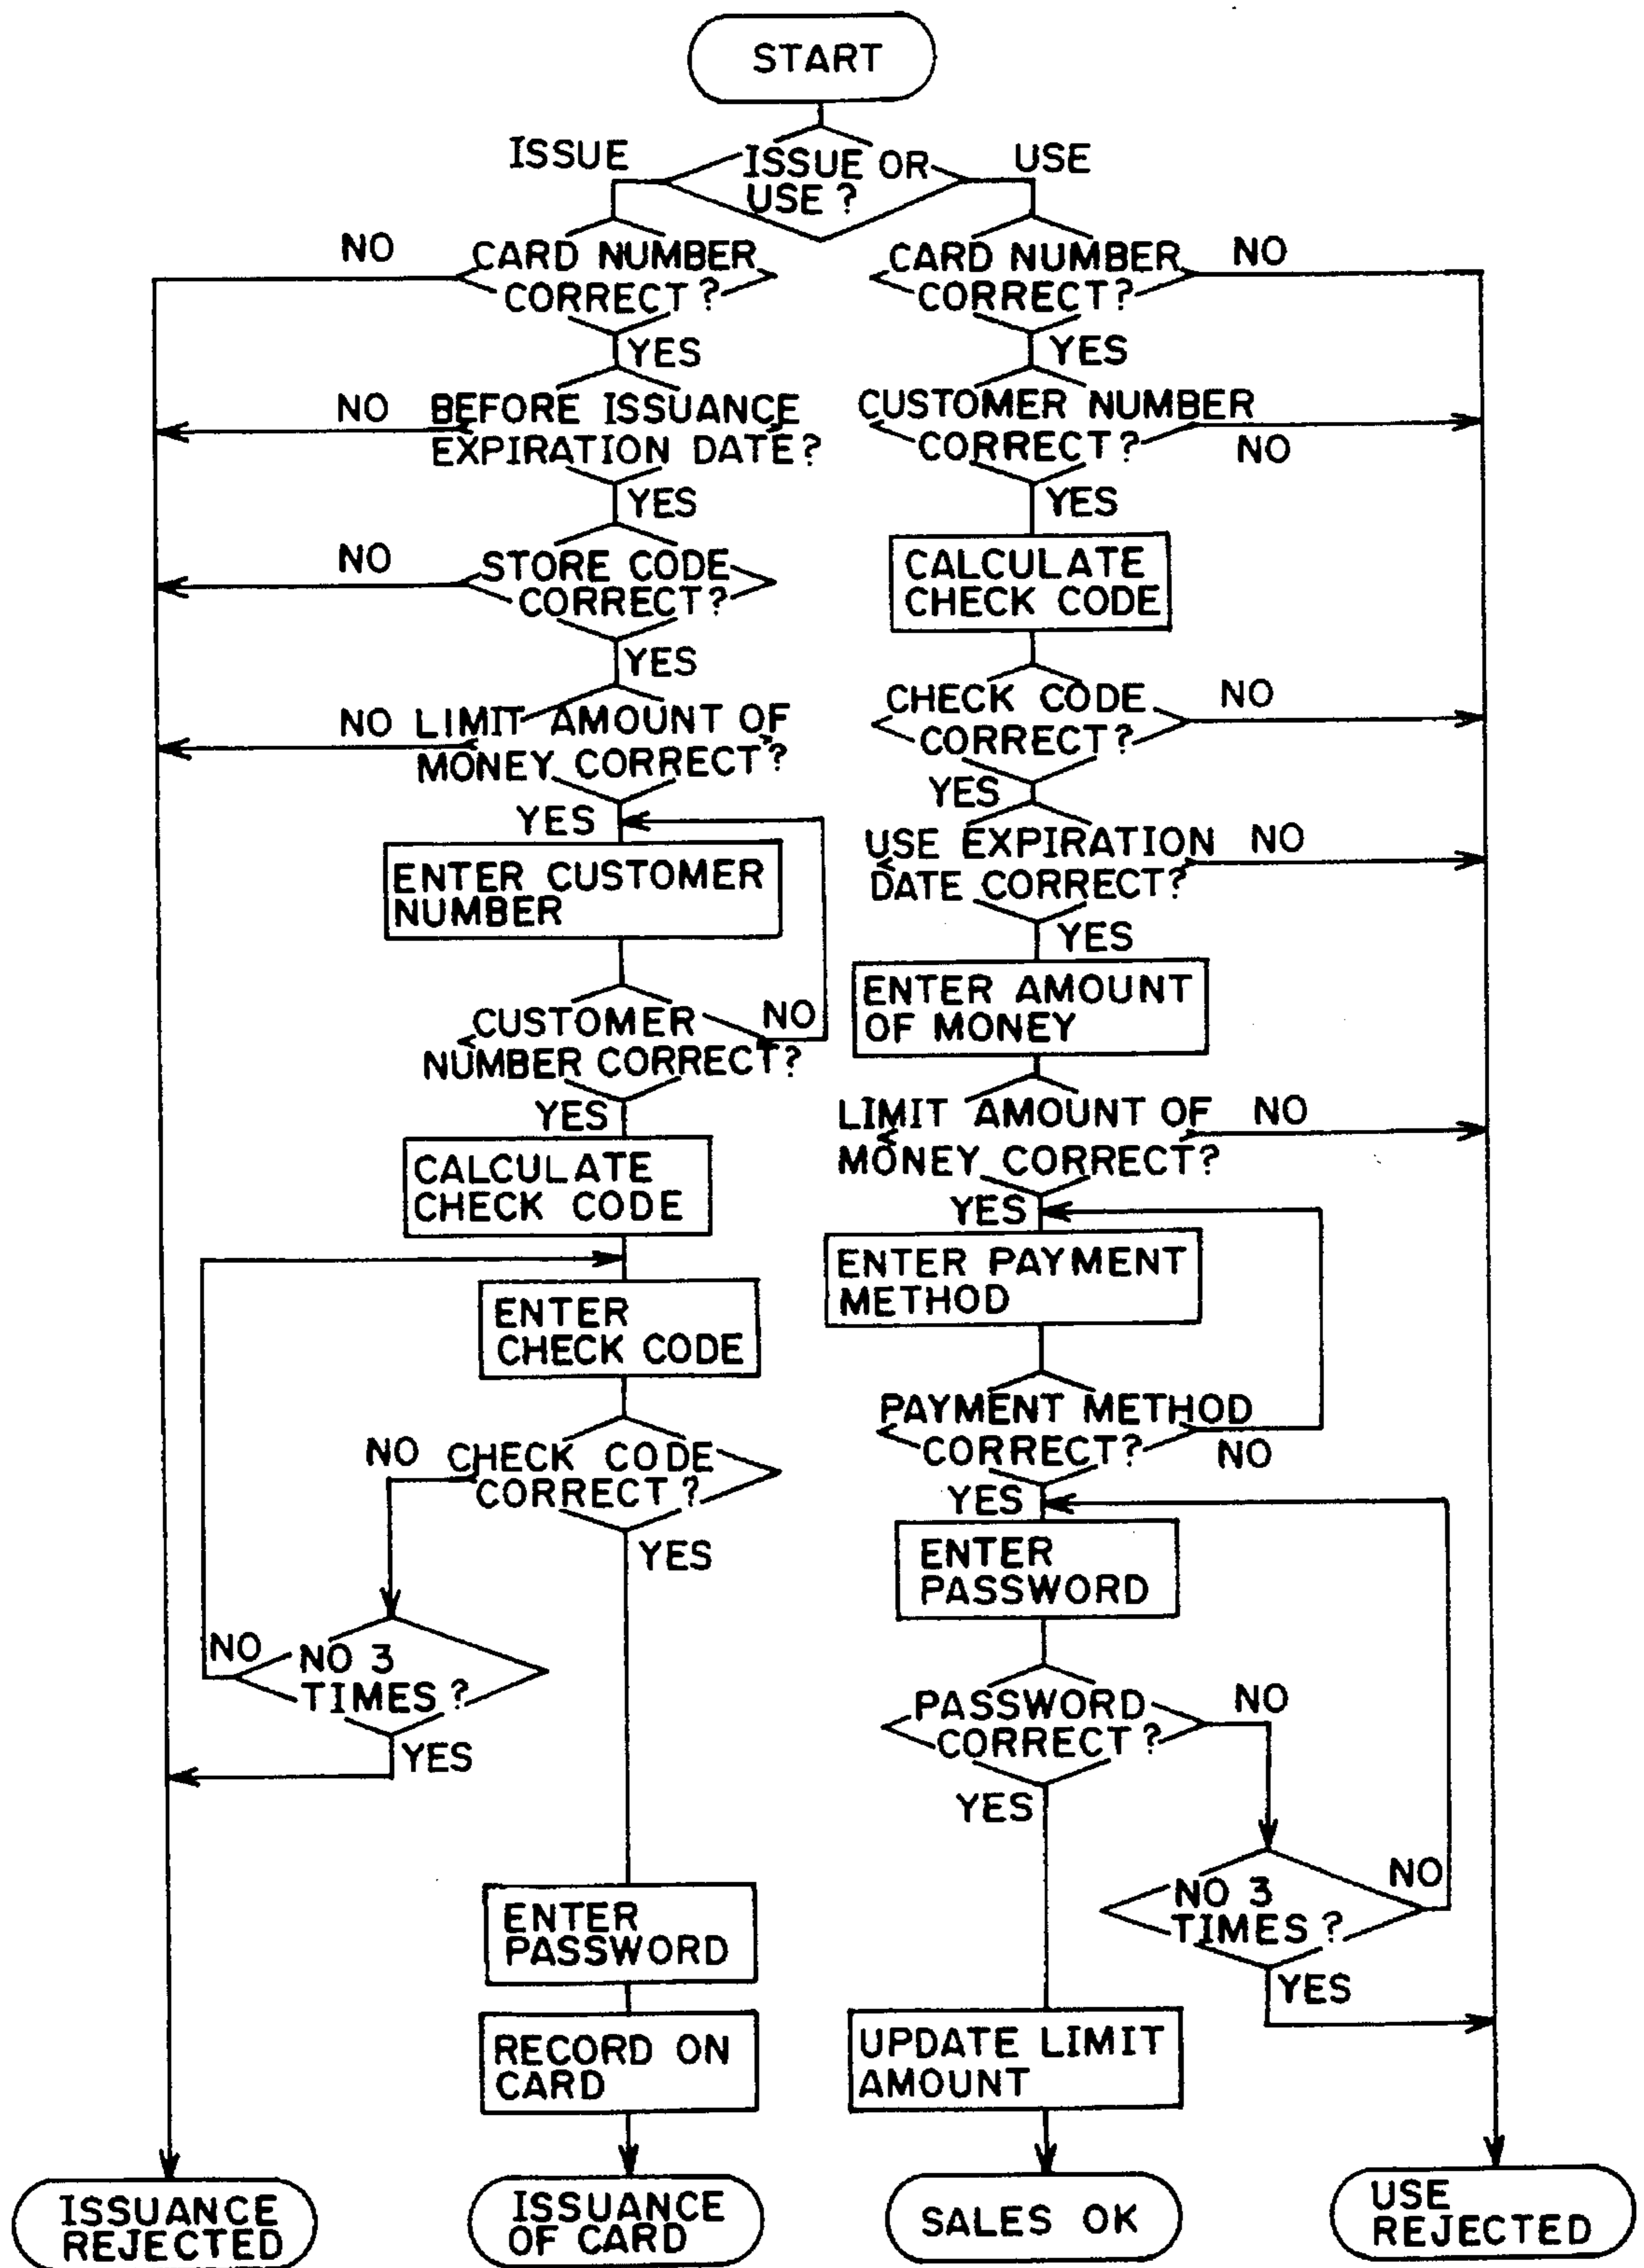 START
ISSUE
ISSUE OR
USE?
USE
NO
CARD NUMBER
CORRECT?
YES
NO
BEFORE ISSUANCE
EXPIRATION DATE?
YES
NO
STORE CODE
CORRECT?
YES
NO
LIMIT AMOUNT OF
MONEY CORRECT?
YES
ENTER CUSTOMER
NUMBER
CUSTOMER
NUMBER CORRECT?
NO
YES
CALCULATE
CHECK CODE
ENTER
CHECK CODE
NO
CHECK CODE
CORRECT?
YES
NO
NO 3
TIMES?
YES
ENTER
PASSWORD
RECORD ON
CARD
ISSUANCE
REJECTED
ISSUANCE
OF CARD
CARD NUMBER
CORRECT?
NO
YES
CUSTOMER NUMBER
CORRECT?
NO
YES
CALCULATE
CHECK CODE
CHECK CODE
CORRECT?
NO
YES
USE EXPIRATION
DATE CORRECT?
NO
YES
ENTER AMOUNT
OF MONEY
LIMIT AMOUNT OF
MONEY CORRECT?
NO
YES
ENTER PAYMENT
METHOD
PAYMENT METHOD
CORRECT?
NO
YES
ENTER
PASSWORD
PASSWORD
CORRECT?
NO
YES
NO 3
TIMES?
NO
YES
UPDATE LIMIT
AMOUNT
SALES OK
USE
REJECTED